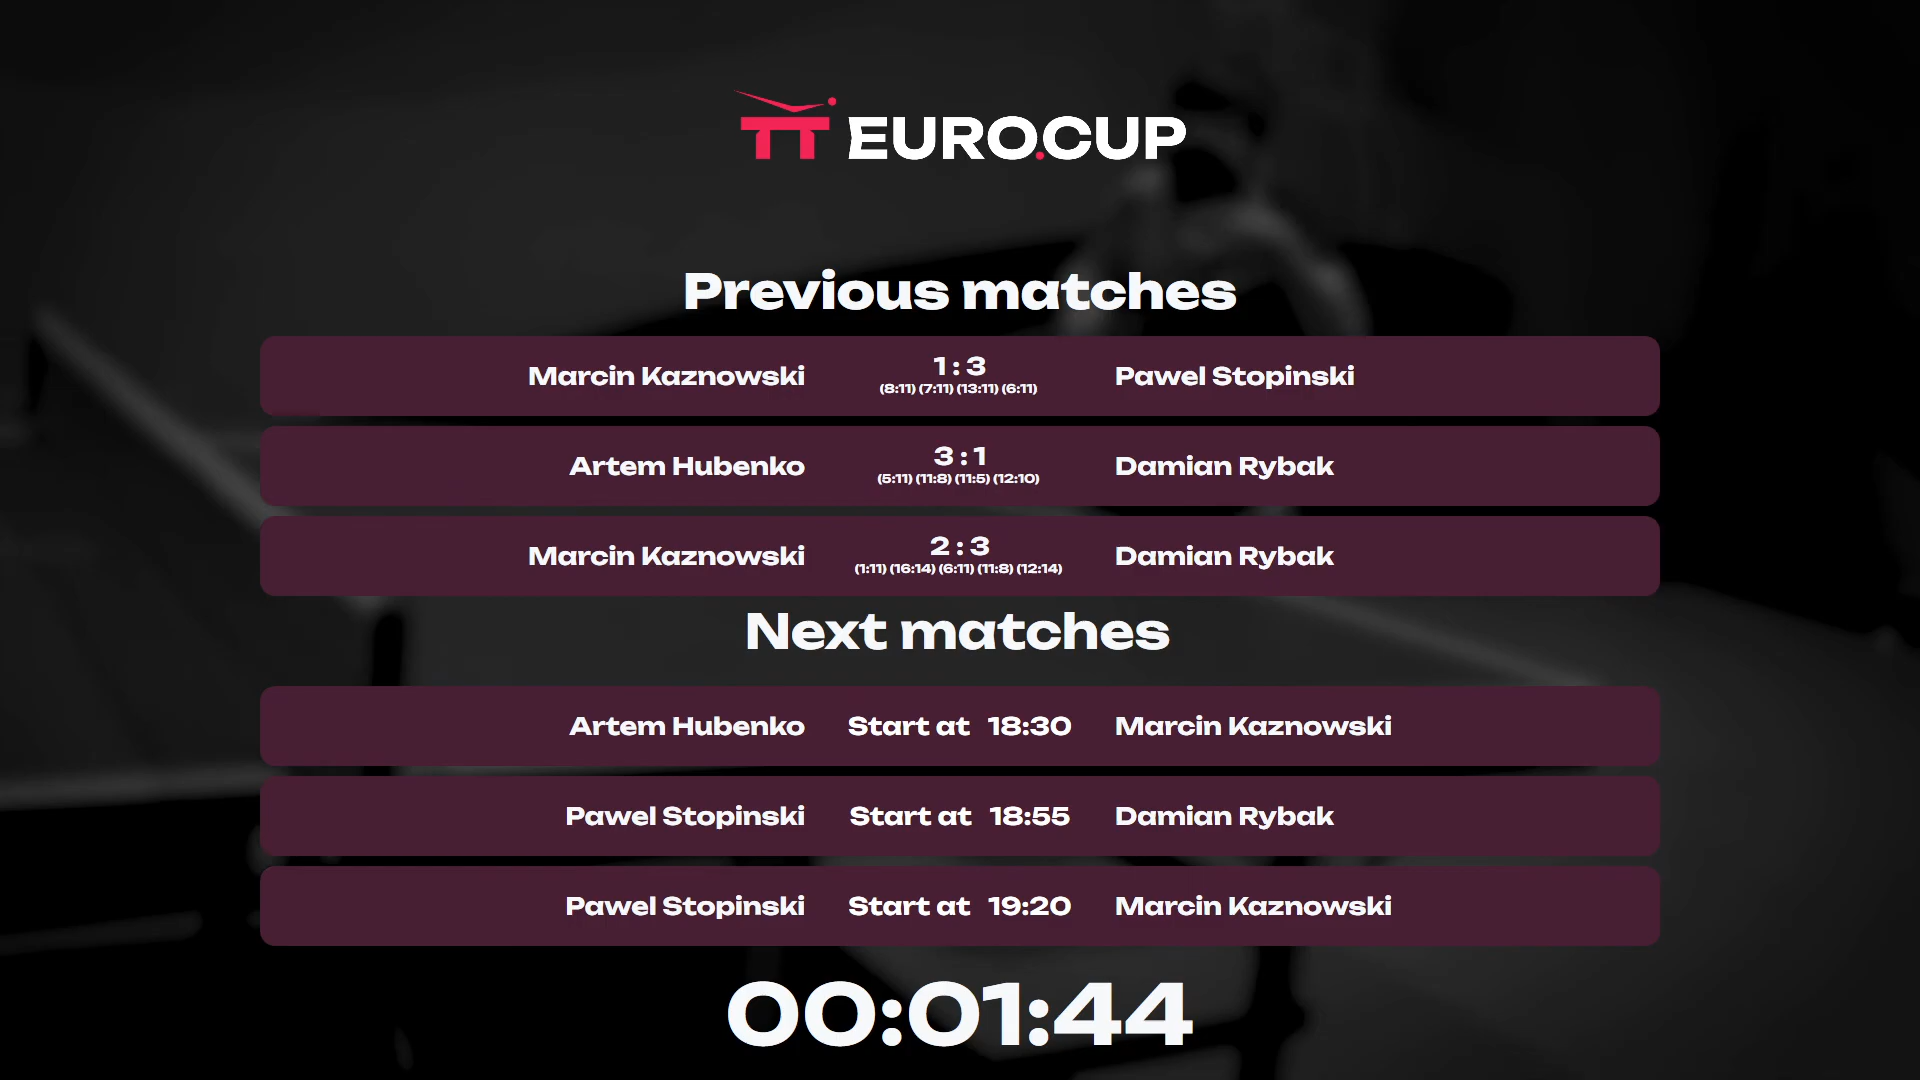 TT EURO.CUP
Previous matches
Marcin Kaznowski 1 : 3 Pawel Stopinski
(8:11) (7:11) (13:11) (6:11)
Artem Hubenko 3 : 1 Damian Rybak
(5:11) (11:8) (11:5) (12:10)
Marcin Kaznowski 2 : 3 Damian Rybak
(1:11) (16:14) (6:11) (11:8) (12:14)
Next matches
Artem Hubenko Start at 18:30 Marcin Kaznowski
Pawel Stopinski Start at 18:55 Damian Rybak
Pawel Stopinski Start at 19:20 Marcin Kaznowski
00:01:44